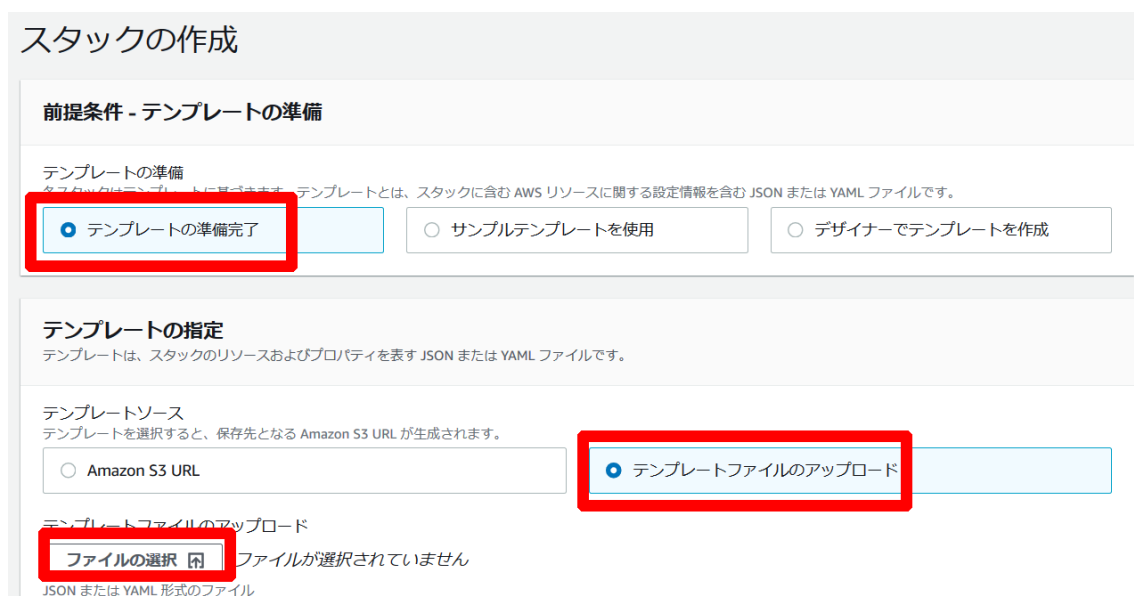 スタックの作成
前提条件 - テンプレートの準備
テンプレートの準備
各スタックはテンプレートに基づきます。テンプレートとは、スタックに含む AWS リソースに関する設定情報を含む JSON または YAML ファイルです。
テンプレートの準備完了
サンプルテンプレートを使用
デザイナーでテンプレートを作成
テンプレートの指定
テンプレートは、スタックのリソースおよびプロパティを表す JSON または YAML ファイルです。
テンプレートソース
テンプレートを選択すると、保存先となる Amazon S3 URL が生成されます。
Amazon S3 URL
テンプレートファイルのアップロード
テンプレートファイルのアップロード
ファイルの選択 ファイルが選択されていません
JSON または YAML 形式のファイル